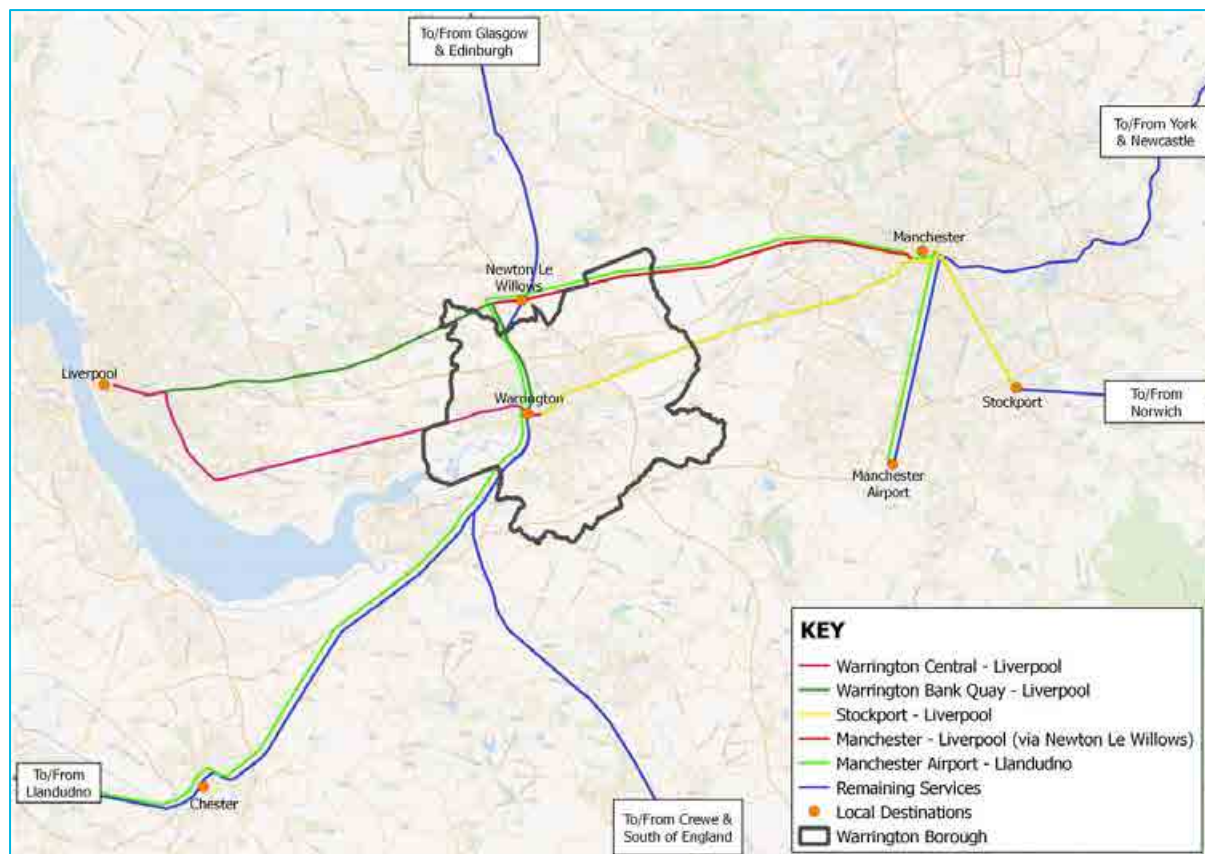 To/From Glasgow
& Edinburgh
To/From York
& Newcastle
Manchester
Newton Le
Willows
Liverpool
Warrington
Stockport
To/From
Norwich
Manchester
Airport
To/From
Llandudno
Chester
To/From Crewe &
South of England
KEY
Warrington Central - Liverpool
Warrington Bank Quay - Liverpool
Stockport - Liverpool
Manchester - Liverpool (via Newton Le Willows)
Manchester Airport - Llandudno
Remaining Services
Local Destinations
Warrington Borough